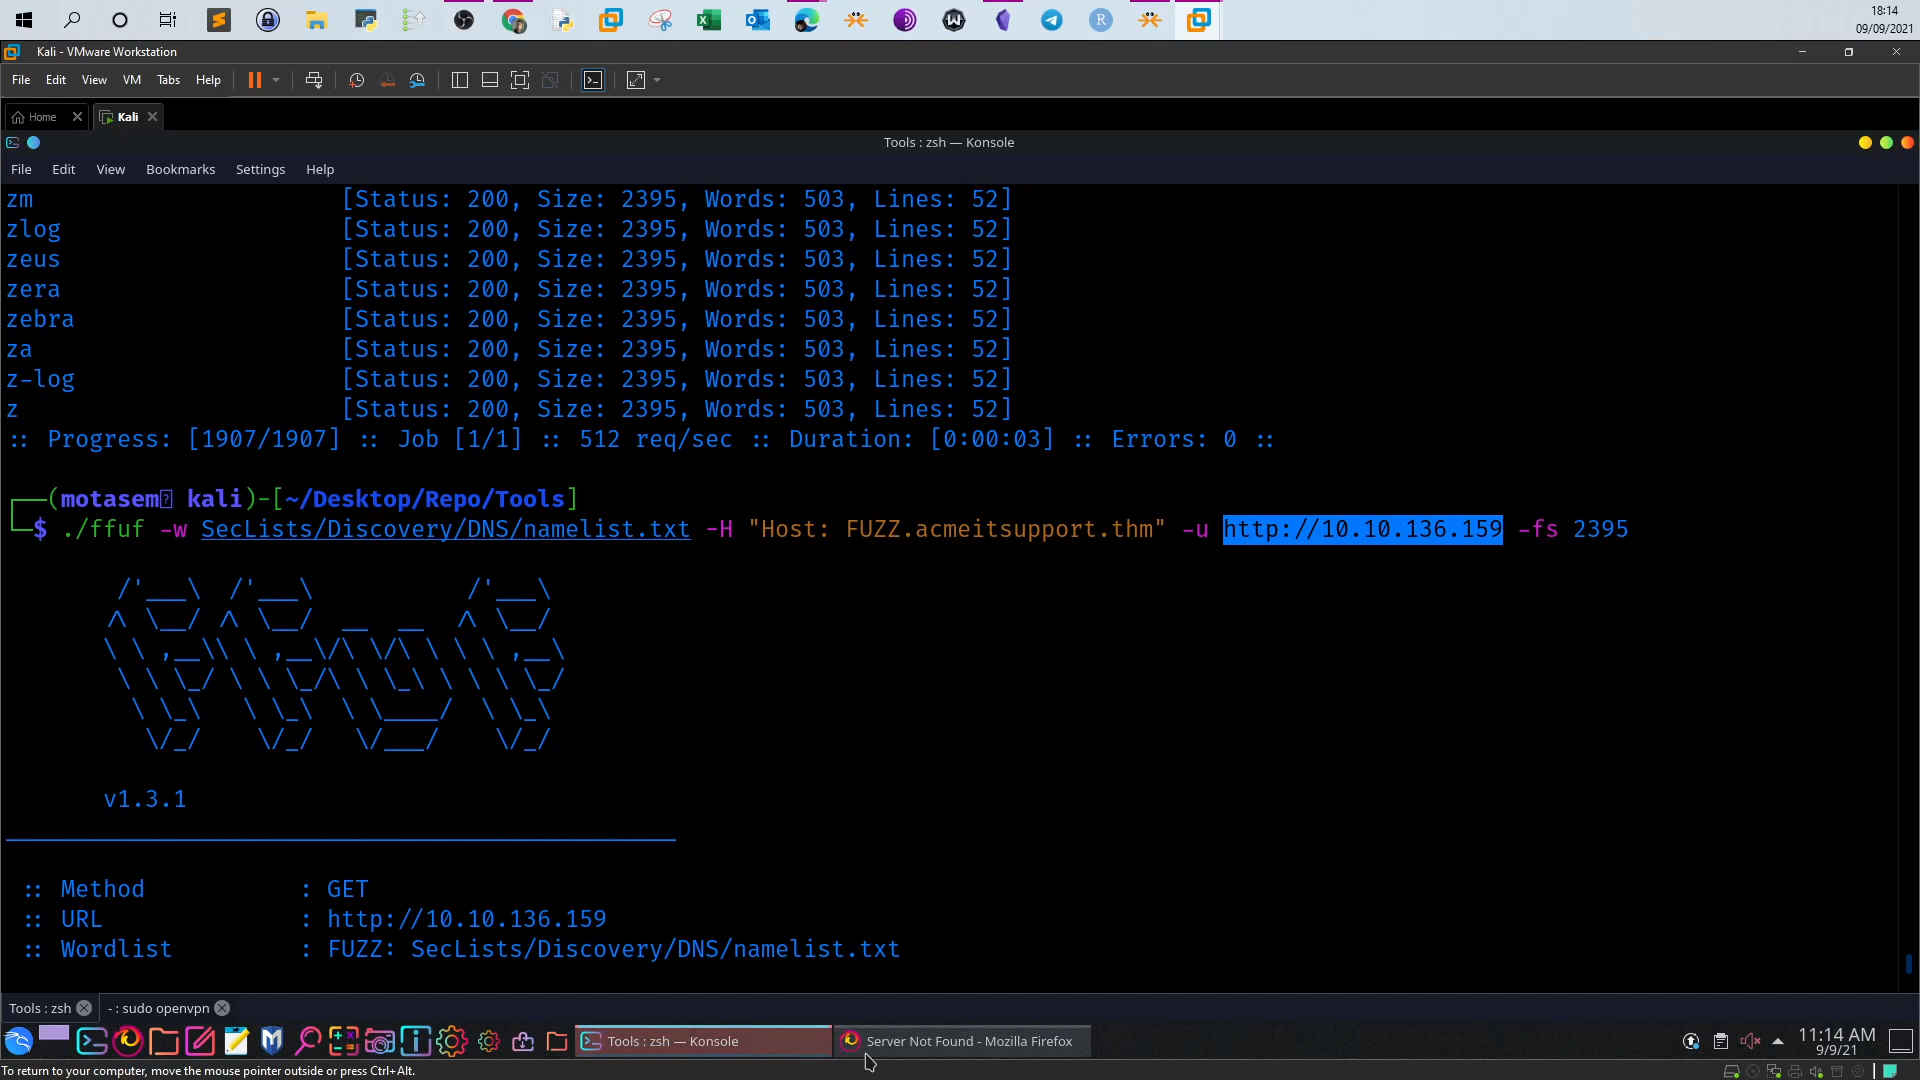 18:14
09/09/2021
Kali - VMware Workstation
File Edit View VM Tabs Help
Home Kali
Tools : zsh — Konsole
File Edit View Bookmarks Settings Help
zm [Status: 200, Size: 2395, Words: 503, Lines: 52]
zlog [Status: 200, Size: 2395, Words: 503, Lines: 52]
zeus [Status: 200, Size: 2395, Words: 503, Lines: 52]
zera [Status: 200, Size: 2395, Words: 503, Lines: 52]
zebra [Status: 200, Size: 2395, Words: 503, Lines: 52]
za [Status: 200, Size: 2395, Words: 503, Lines: 52]
z-log [Status: 200, Size: 2395, Words: 503, Lines: 52]
z [Status: 200, Size: 2395, Words: 503, Lines: 52]
:: Progress: [1907/1907] :: Job [1/1] :: 512 req/sec :: Duration: [0:00:03] :: Errors: 0 ::
(motasem kali)-[~/Desktop/Repo/Tools]
$ ./ffuf -w SecLists/Discovery/DNS/namelist.txt -H "Host: FUZZ.acmeitsupport.thm" -u http://10.10.136.159 -fs 2395
v1.3.1
:: Method : GET
:: URL : http://10.10.136.159
:: Wordlist : FUZZ: SecLists/Discovery/DNS/namelist.txt
Tools : zsh - : sudo openvpn
Tools : zsh — Konsole Server Not Found - Mozilla Firefox
11:14 AM
9/9/21
To return to your computer, move the mouse pointer outside or press Ctrl+Alt.